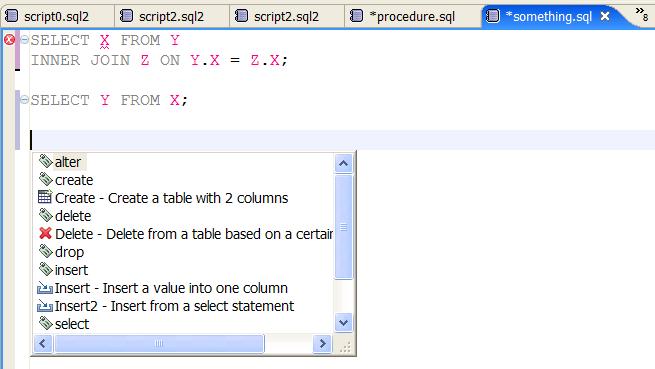 script0.sql2 script2.sql2 script2.sql2 *procedure.sql *something.sql »8
SELECT X FROM Y
INNER JOIN Z ON Y.X = Z.X;
SELECT Y FROM X;
alter
create
Create - Create a table with 2 columns
delete
Delete - Delete from a table based on a certain
drop
insert
Insert - Insert a value into one column
Insert2 - Insert from a select statement
select